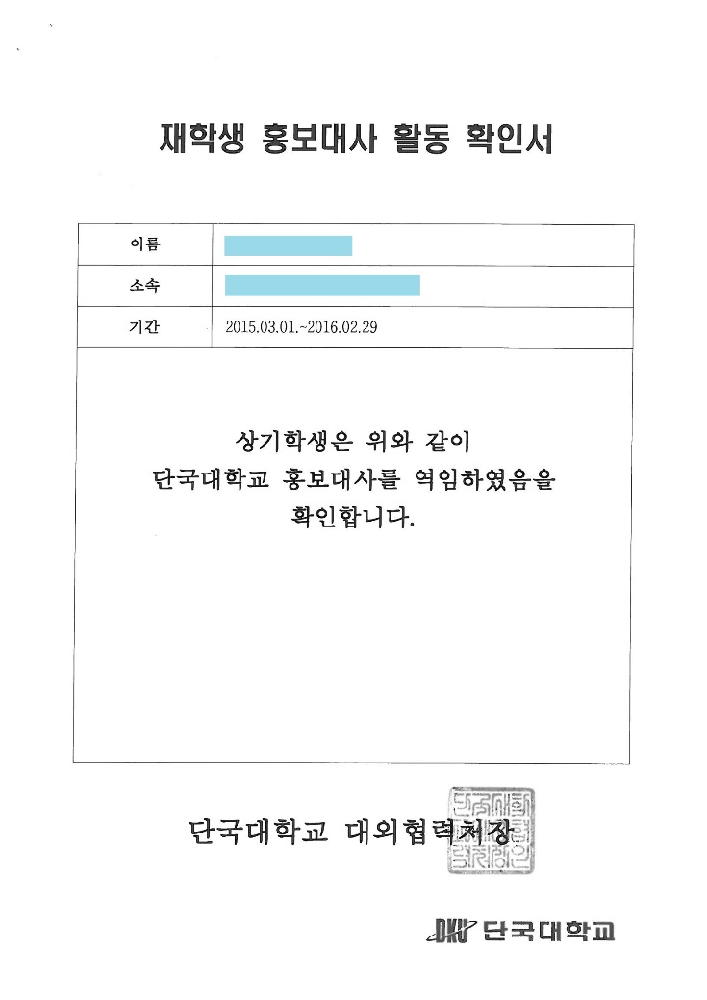 재학생 홍보대사 활동 확인서
이름
소속
기간 2015.03.01.~2016.02.29
상기학생은 위와 같이
단국대학교 홍보대사를 역임하였음을
확인합니다.
단국대학교 대외협력처장
DKU 단국대학교